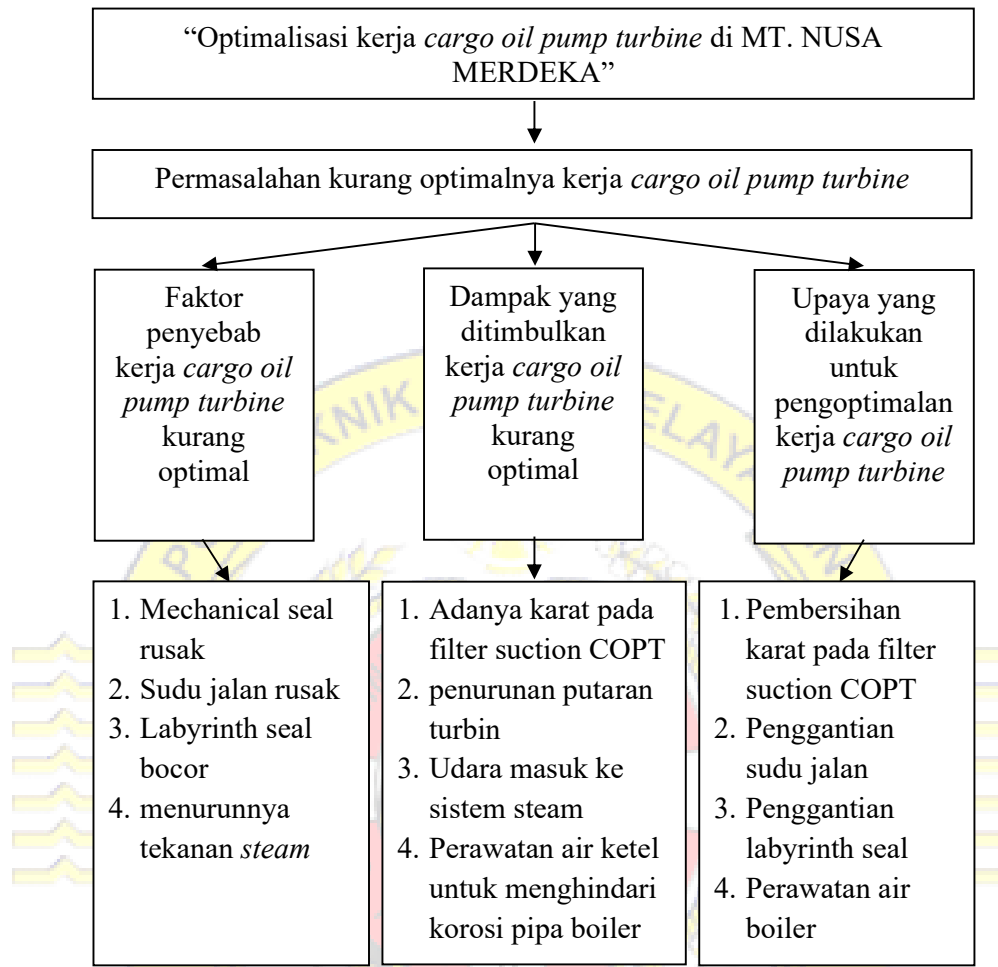 “Optimalisasi kerja cargo oil pump turbine di MT. NUSA
MERDEKA”
Permasalahan kurang optimalnya kerja cargo oil pump turbine
Faktor
penyebab
kerja cargo oil
pump turbine
kurang
optimal
Dampak yang
ditimbulkan
kerja cargo oil
pump turbine
kurang
optimal
Upaya yang
dilakukan
untuk
pengoptimalan
kerja cargo oil
pump turbine
1. Mechanical seal
rusak
2. Sudu jalan rusak
3. Labyrinth seal
bocor
4. menurunnya
tekanan steam
1. Adanya karat pada
filter suction COPT
2. penurunan putaran
turbin
3. Udara masuk ke
sistem steam
4. Perawatan air ketel
untuk menghindari
korosi pipa boiler
1. Pembersihan
karat pada filter
suction COPT
2. Penggantian
sudu jalan
3. Penggantian
labyrinth seal
4. Perawatan air
boiler